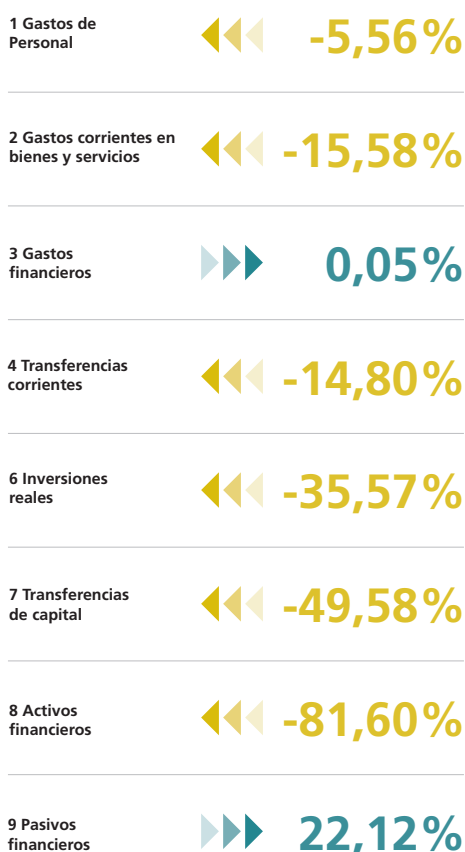 1 Gastos de
Personal
-5,56%
2 Gastos corrientes en
bienes y servicios
-15,58%
3 Gastos
financieros
0,05%
4 Transferencias
corrientes
-14,80%
6 Inversiones
reales
-35,57%
7 Transferencias
de capital
-49,58%
8 Activos
financieros
-81,60%
9 Pasivos
financieros
22,12%